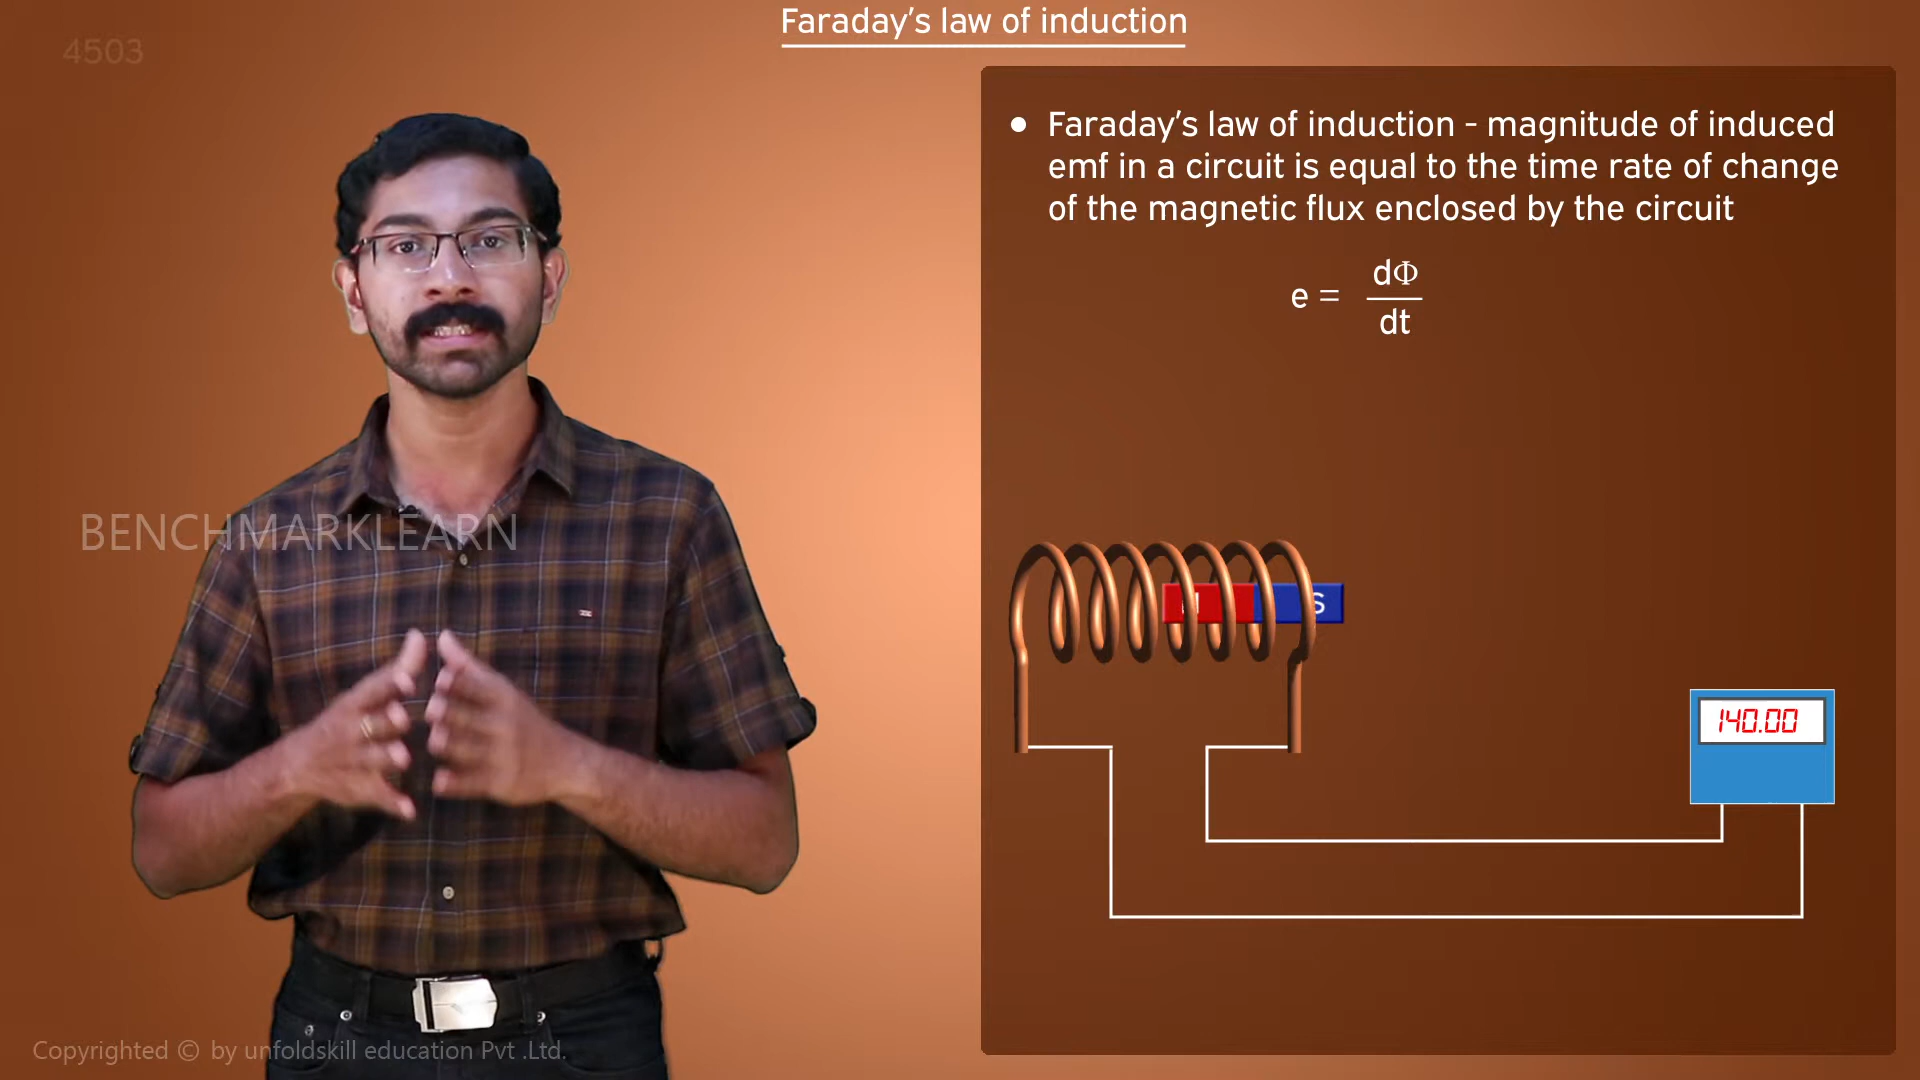 Faraday's law of induction
4503
• Faraday's law of induction - magnitude of induced
emf in a circuit is equal to the time rate of change
of the magnetic flux enclosed by the circuit
e = dΦ
dt
BENCHMARKLEARN
S
140.00
Copyrighted © by unfoldskill education Pvt .Ltd.